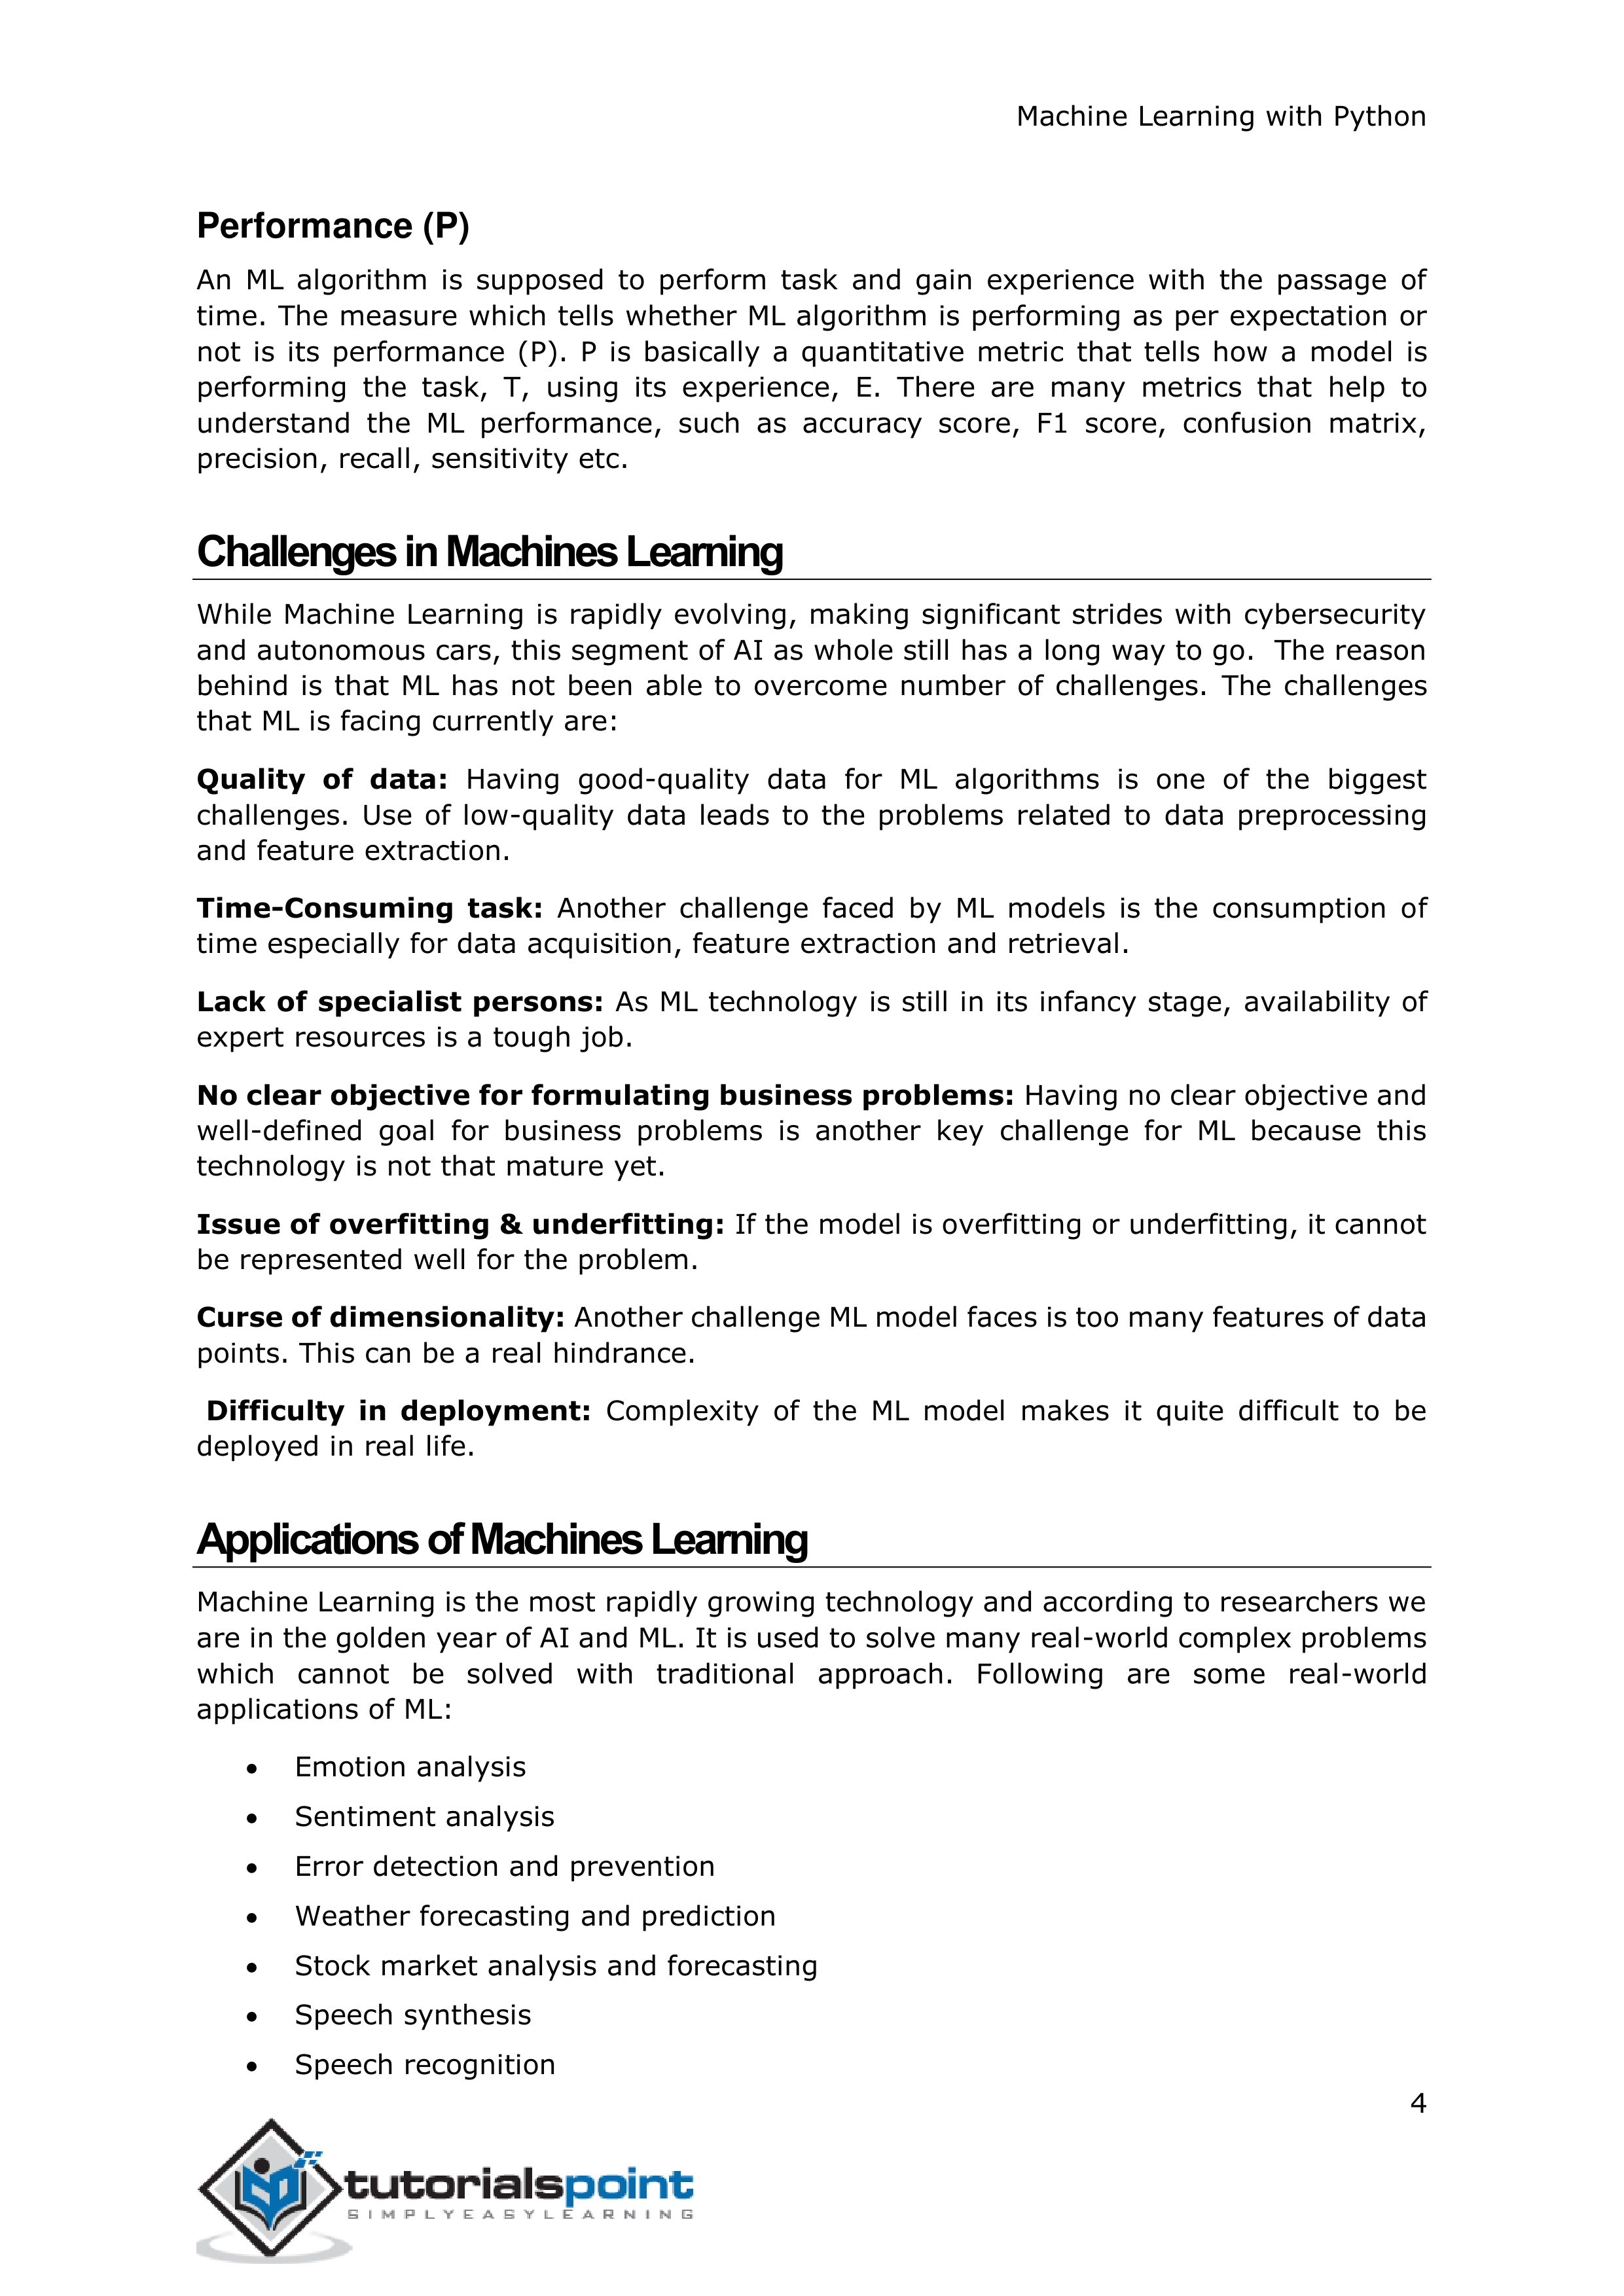 Machine Learning with Python
Performance (P)
An ML algorithm is supposed to perform task and gain experience with the passage of
time. The measure which tells whether ML algorithm is performing as per expectation or
not is its performance (P). P is basically a quantitative metric that tells how a model is
performing the task, T, using its experience, E. There are many metrics that help to
understand the ML performance, such as accuracy score, F1 score, confusion matrix,
precision, recall, sensitivity etc.
Challenges in Machines Learning
While Machine Learning is rapidly evolving, making significant strides with cybersecurity
and autonomous cars, this segment of AI as whole still has a long way to go. The reason
behind is that ML has not been able to overcome number of challenges. The challenges
that ML is facing currently are:
Quality of data: Having good-quality data for ML algorithms is one of the biggest
challenges. Use of low-quality data leads to the problems related to data preprocessing
and feature extraction.
Time-Consuming task: Another challenge faced by ML models is the consumption of
time especially for data acquisition, feature extraction and retrieval.
Lack of specialist persons: As ML technology is still in its infancy stage, availability of
expert resources is a tough job.
No clear objective for formulating business problems: Having no clear objective and
well-defined goal for business problems is another key challenge for ML because this
technology is not that mature yet.
Issue of overfitting & underfitting: If the model is overfitting or underfitting, it cannot
be represented well for the problem.
Curse of dimensionality: Another challenge ML model faces is too many features of data
points. This can be a real hindrance.
Difficulty in deployment: Complexity of the ML model makes it quite difficult to be
deployed in real life.
Applications of Machines Learning
Machine Learning is the most rapidly growing technology and according to researchers we
are in the golden year of AI and ML. It is used to solve many real-world complex problems
which cannot be solved with traditional approach. Following are some real-world
applications of ML:
• Emotion analysis
• Sentiment analysis
• Error detection and prevention
• Weather forecasting and prediction
• Stock market analysis and forecasting
• Speech synthesis
• Speech recognition
4
tutorialspoint
SIMPLYEASYLEARNING